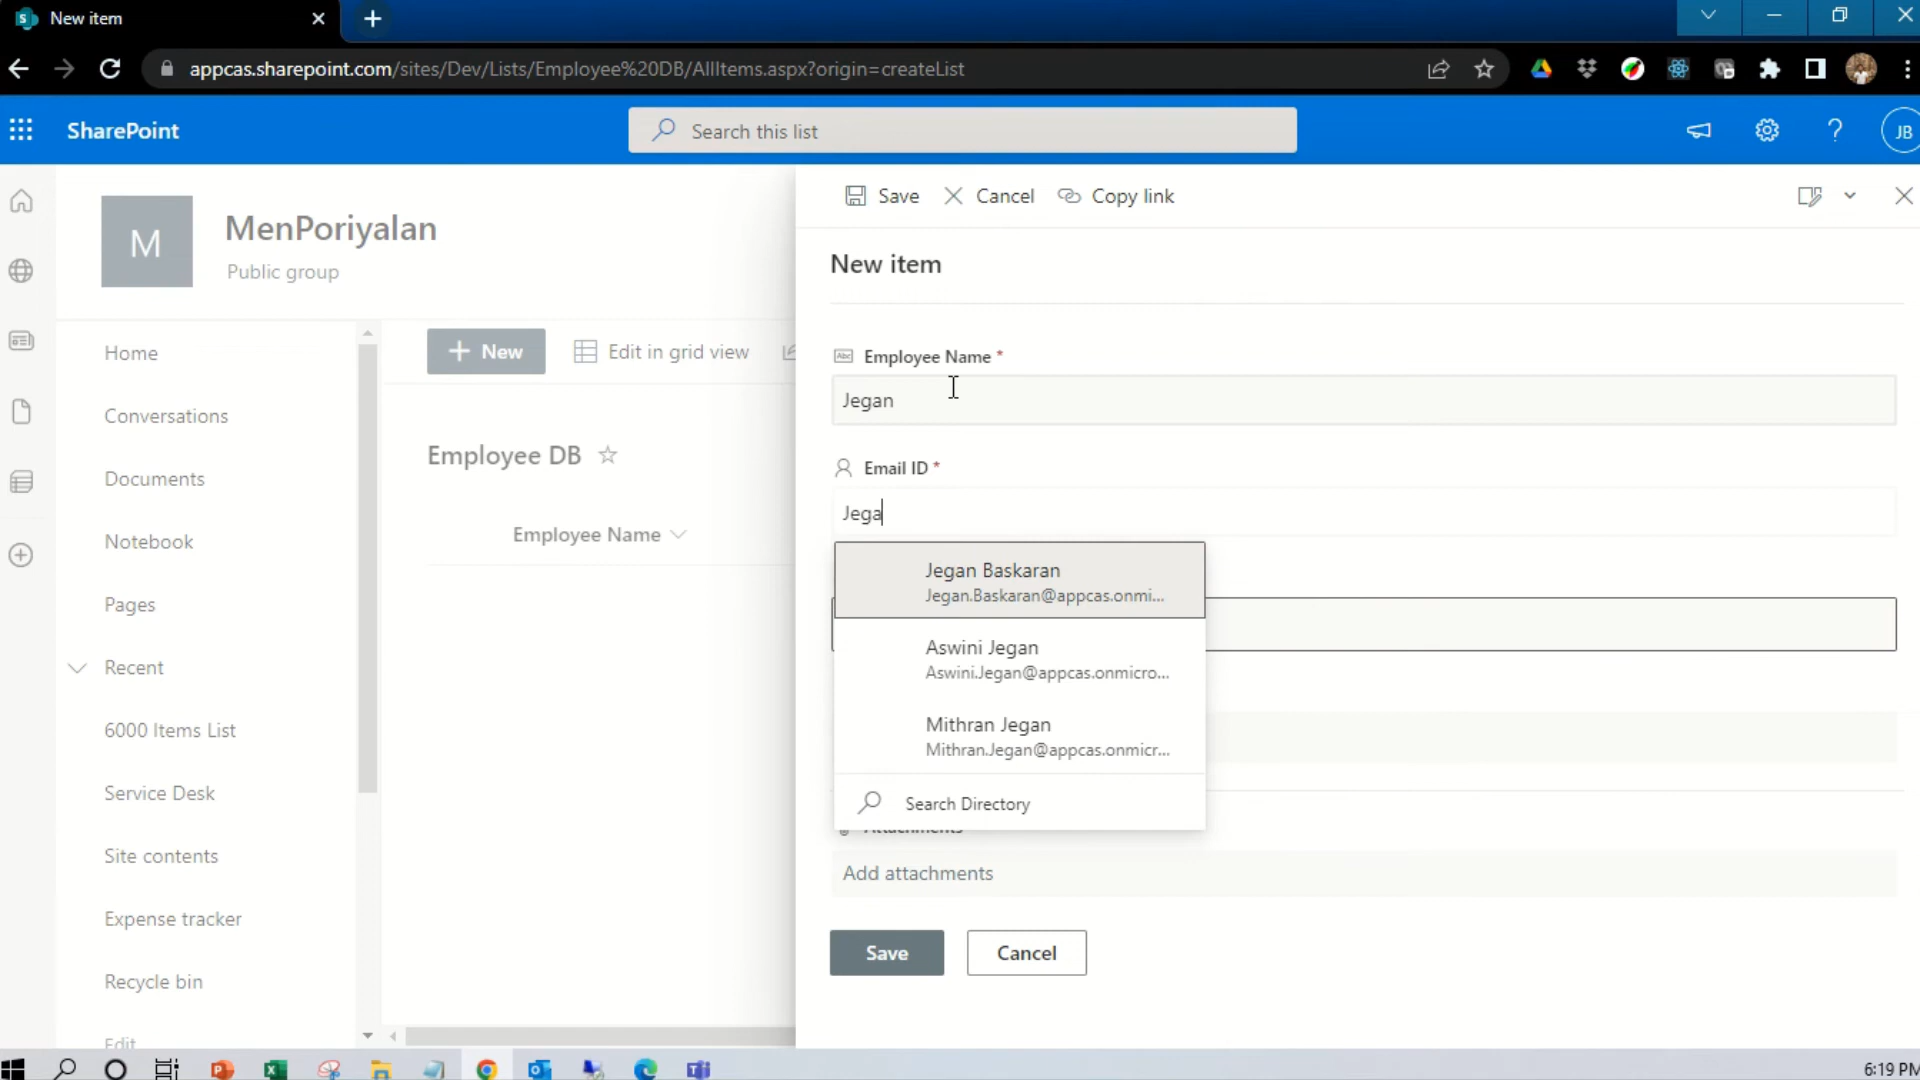 New item
appcas.sharepoint.com/sites/Dev/Lists/Employee%20DB/AllItems.aspx?origin=createList
SharePoint
Search this list
JB
M
MenPoriyalan
Public group
Save
Cancel
Copy link
New item
Home
Conversations
Documents
Notebook
Pages
Recent
6000 Items List
Service Desk
Site contents
Expense tracker
Recycle bin
Edit
New
Edit in grid view
Employee DB
Employee Name
Abc Employee Name *
Jegan
Email ID *
Jega
Jegan Baskaran
Jegan.Baskaran@appcas.onmi...
Aswini Jegan
Aswini.Jegan@appcas.onmicro...
Mithran Jegan
Mithran.Jegan@appcas.onmicr...
Search Directory
Attachments
Add attachments
Save
Cancel
6:19 PM